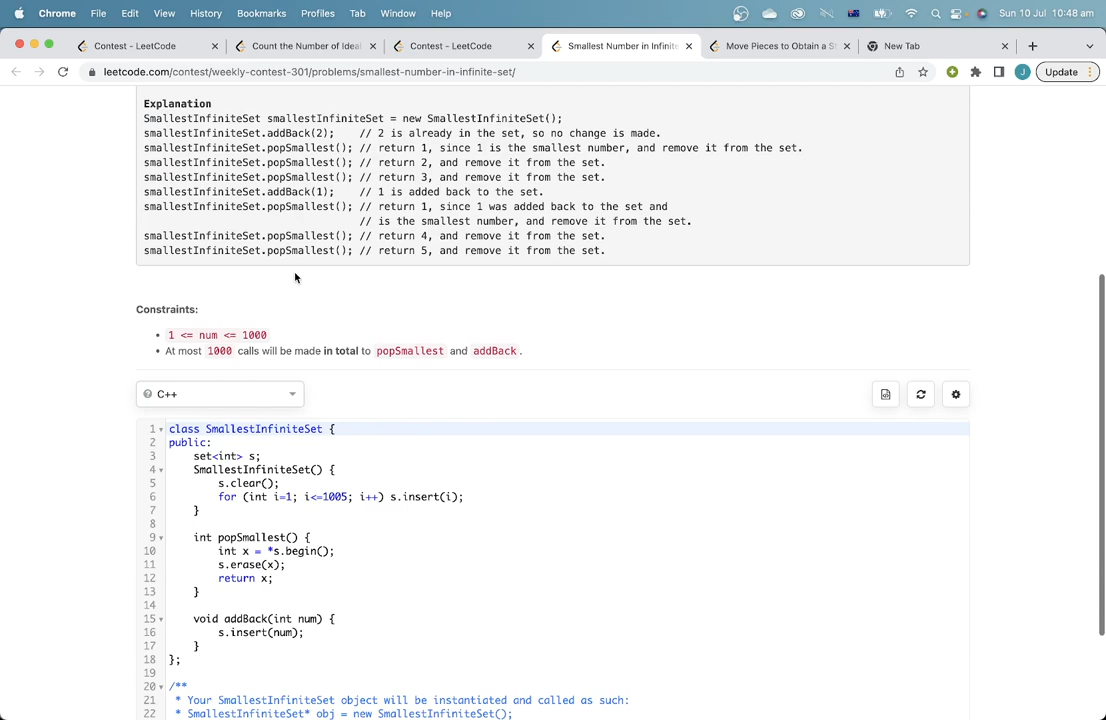 Chrome File Edit View History Bookmarks Profiles Tab Window Help Sun 10 Jul 10:48 am
Contest - LeetCode Count the Number of Ideal Contest - LeetCode Smallest Number in Infinite Move Pieces to Obtain a S New Tab
leetcode.com/contest/weekly-contest-301/problems/smallest-number-in-infinite-set/ J Update
Explanation
SmallestInfiniteSet smallestInfiniteSet = new SmallestInfiniteSet();
smallestInfiniteSet.addBack(2);    // 2 is already in the set, so no change is made.
smallestInfiniteSet.popSmallest(); // return 1, since 1 is the smallest number, and remove it from the set.
smallestInfiniteSet.popSmallest(); // return 2, and remove it from the set.
smallestInfiniteSet.popSmallest(); // return 3, and remove it from the set.
smallestInfiniteSet.addBack(1);    // 1 is added back to the set.
smallestInfiniteSet.popSmallest(); // return 1, since 1 was added back to the set and
// is the smallest number, and remove it from the set.
smallestInfiniteSet.popSmallest(); // return 4, and remove it from the set.
smallestInfiniteSet.popSmallest(); // return 5, and remove it from the set.
Constraints:
• 1 <= num <= 1000
• At most 1000 calls will be made in total to popSmallest and addBack.
C++
1 class SmallestInfiniteSet {
2 public:
3     set<int> s;
4     SmallestInfiniteSet() {
5         s.clear();
6         for (int i=1; i<=1005; i++) s.insert(i);
7     }
8
9     int popSmallest() {
10         int x = *s.begin();
11         s.erase(x);
12         return x;
13     }
14
15     void addBack(int num) {
16         s.insert(num);
17     }
18 };
19
20 /**
21  * Your SmallestInfiniteSet object will be instantiated and called as such:
22  * SmallestInfiniteSet* obj = new SmallestInfiniteSet();